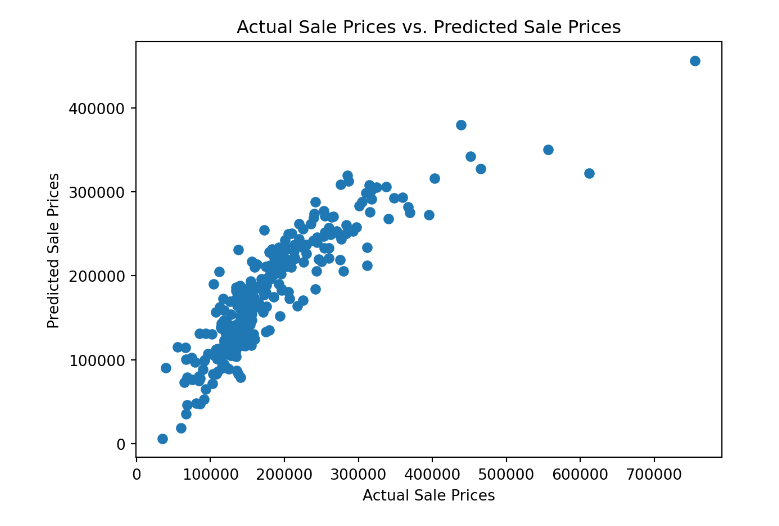 Actual Sale Prices vs. Predicted Sale Prices
Predicted Sale Prices
400000
300000
200000
100000
0
0 100000 200000 300000 400000 500000 600000 700000
Actual Sale Prices